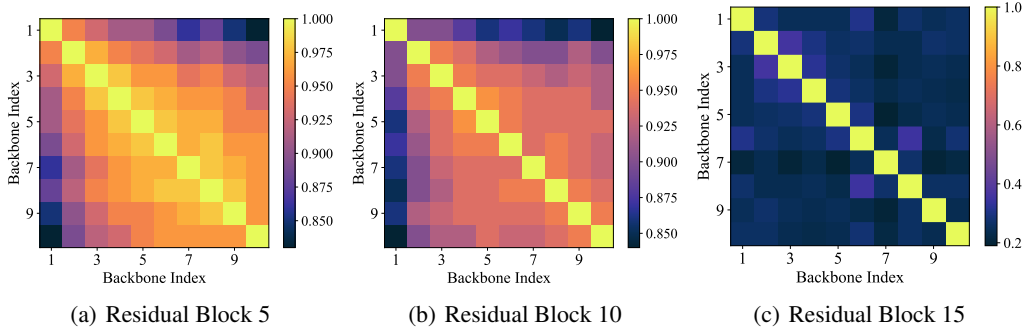 1
3
5
7
9
Backbone Index
1 3 5 7 9
Backbone Index
1.000
0.975
0.950
0.925
0.900
0.875
0.850
(a) Residual Block 5
1
3
5
7
9
Backbone Index
1 3 5 7 9
Backbone Index
1.000
0.975
0.950
0.925
0.900
0.875
0.850
(b) Residual Block 10
1
3
5
7
9
Backbone Index
1 3 5 7 9
Backbone Index
1.0
0.8
0.6
0.4
0.2
(c) Residual Block 15